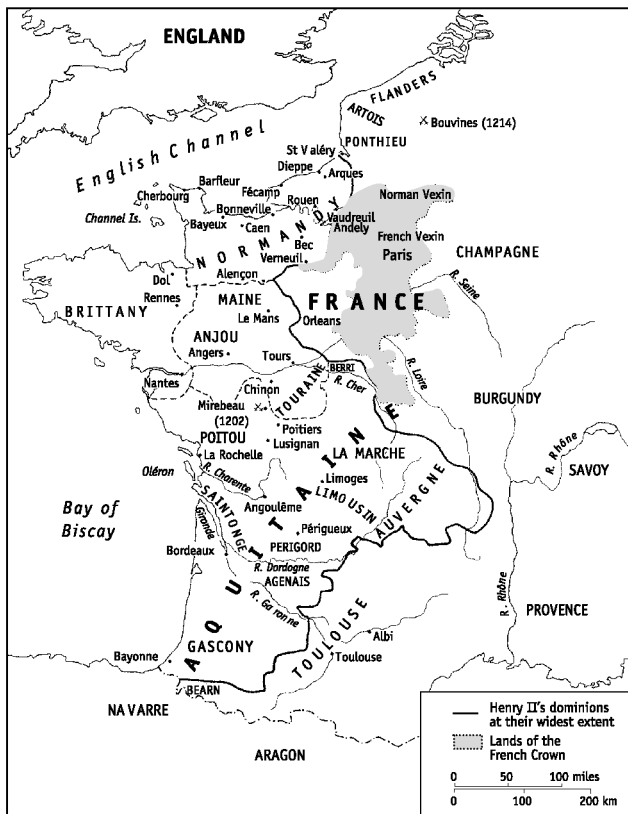 ENGLAND
English Channel
FLANDERS
ARTOIS
Bouvines (1214)
PONTHIEU
St Valéry
Dieppe
Arques
Barfleur
Cherbourg
Fécamp
Rouen
Norman Vexin
Channel Is.
Bonneville
Vaudreuil
Bayeux
Caen
Andely
French Vexin
NORMANDY
Bec
Paris
CHAMPAGNE
Verneuil
Alençon
Dol
Rennes
R. Seine
MAINE
FRANCE
BRITTANY
Le Mans
Orleans
ANJOU
Angers
Tours
Nantes
BERRI
R. Loire
Chinon
TOURAINE
R. Cher
BURGUNDY
Mirebeau
(1202)
Poitiers
POITOU
Lusignan
La Rochelle
LA MARCHE
R. Rhône
SAVOY
Oléron
R. Charente
Limoges
LIMOUSIN
AUVERGNE
Angoulême
SAINTONGE
Bay of
Biscay
Gironde
Périgueux
PERIGORD
Bordeaux
R. Dordogne
AGENAIS
R. Rhône
R. Garonne
AQUITAINE
PROVENCE
GASCONY
TOULOUSE
Albi
Toulouse
Bayonne
BEARN
NAVARRE
ARAGON
Henry II's dominions
at their widest extent
Lands of the
French Crown
0 50 100 miles
0 100 200 km